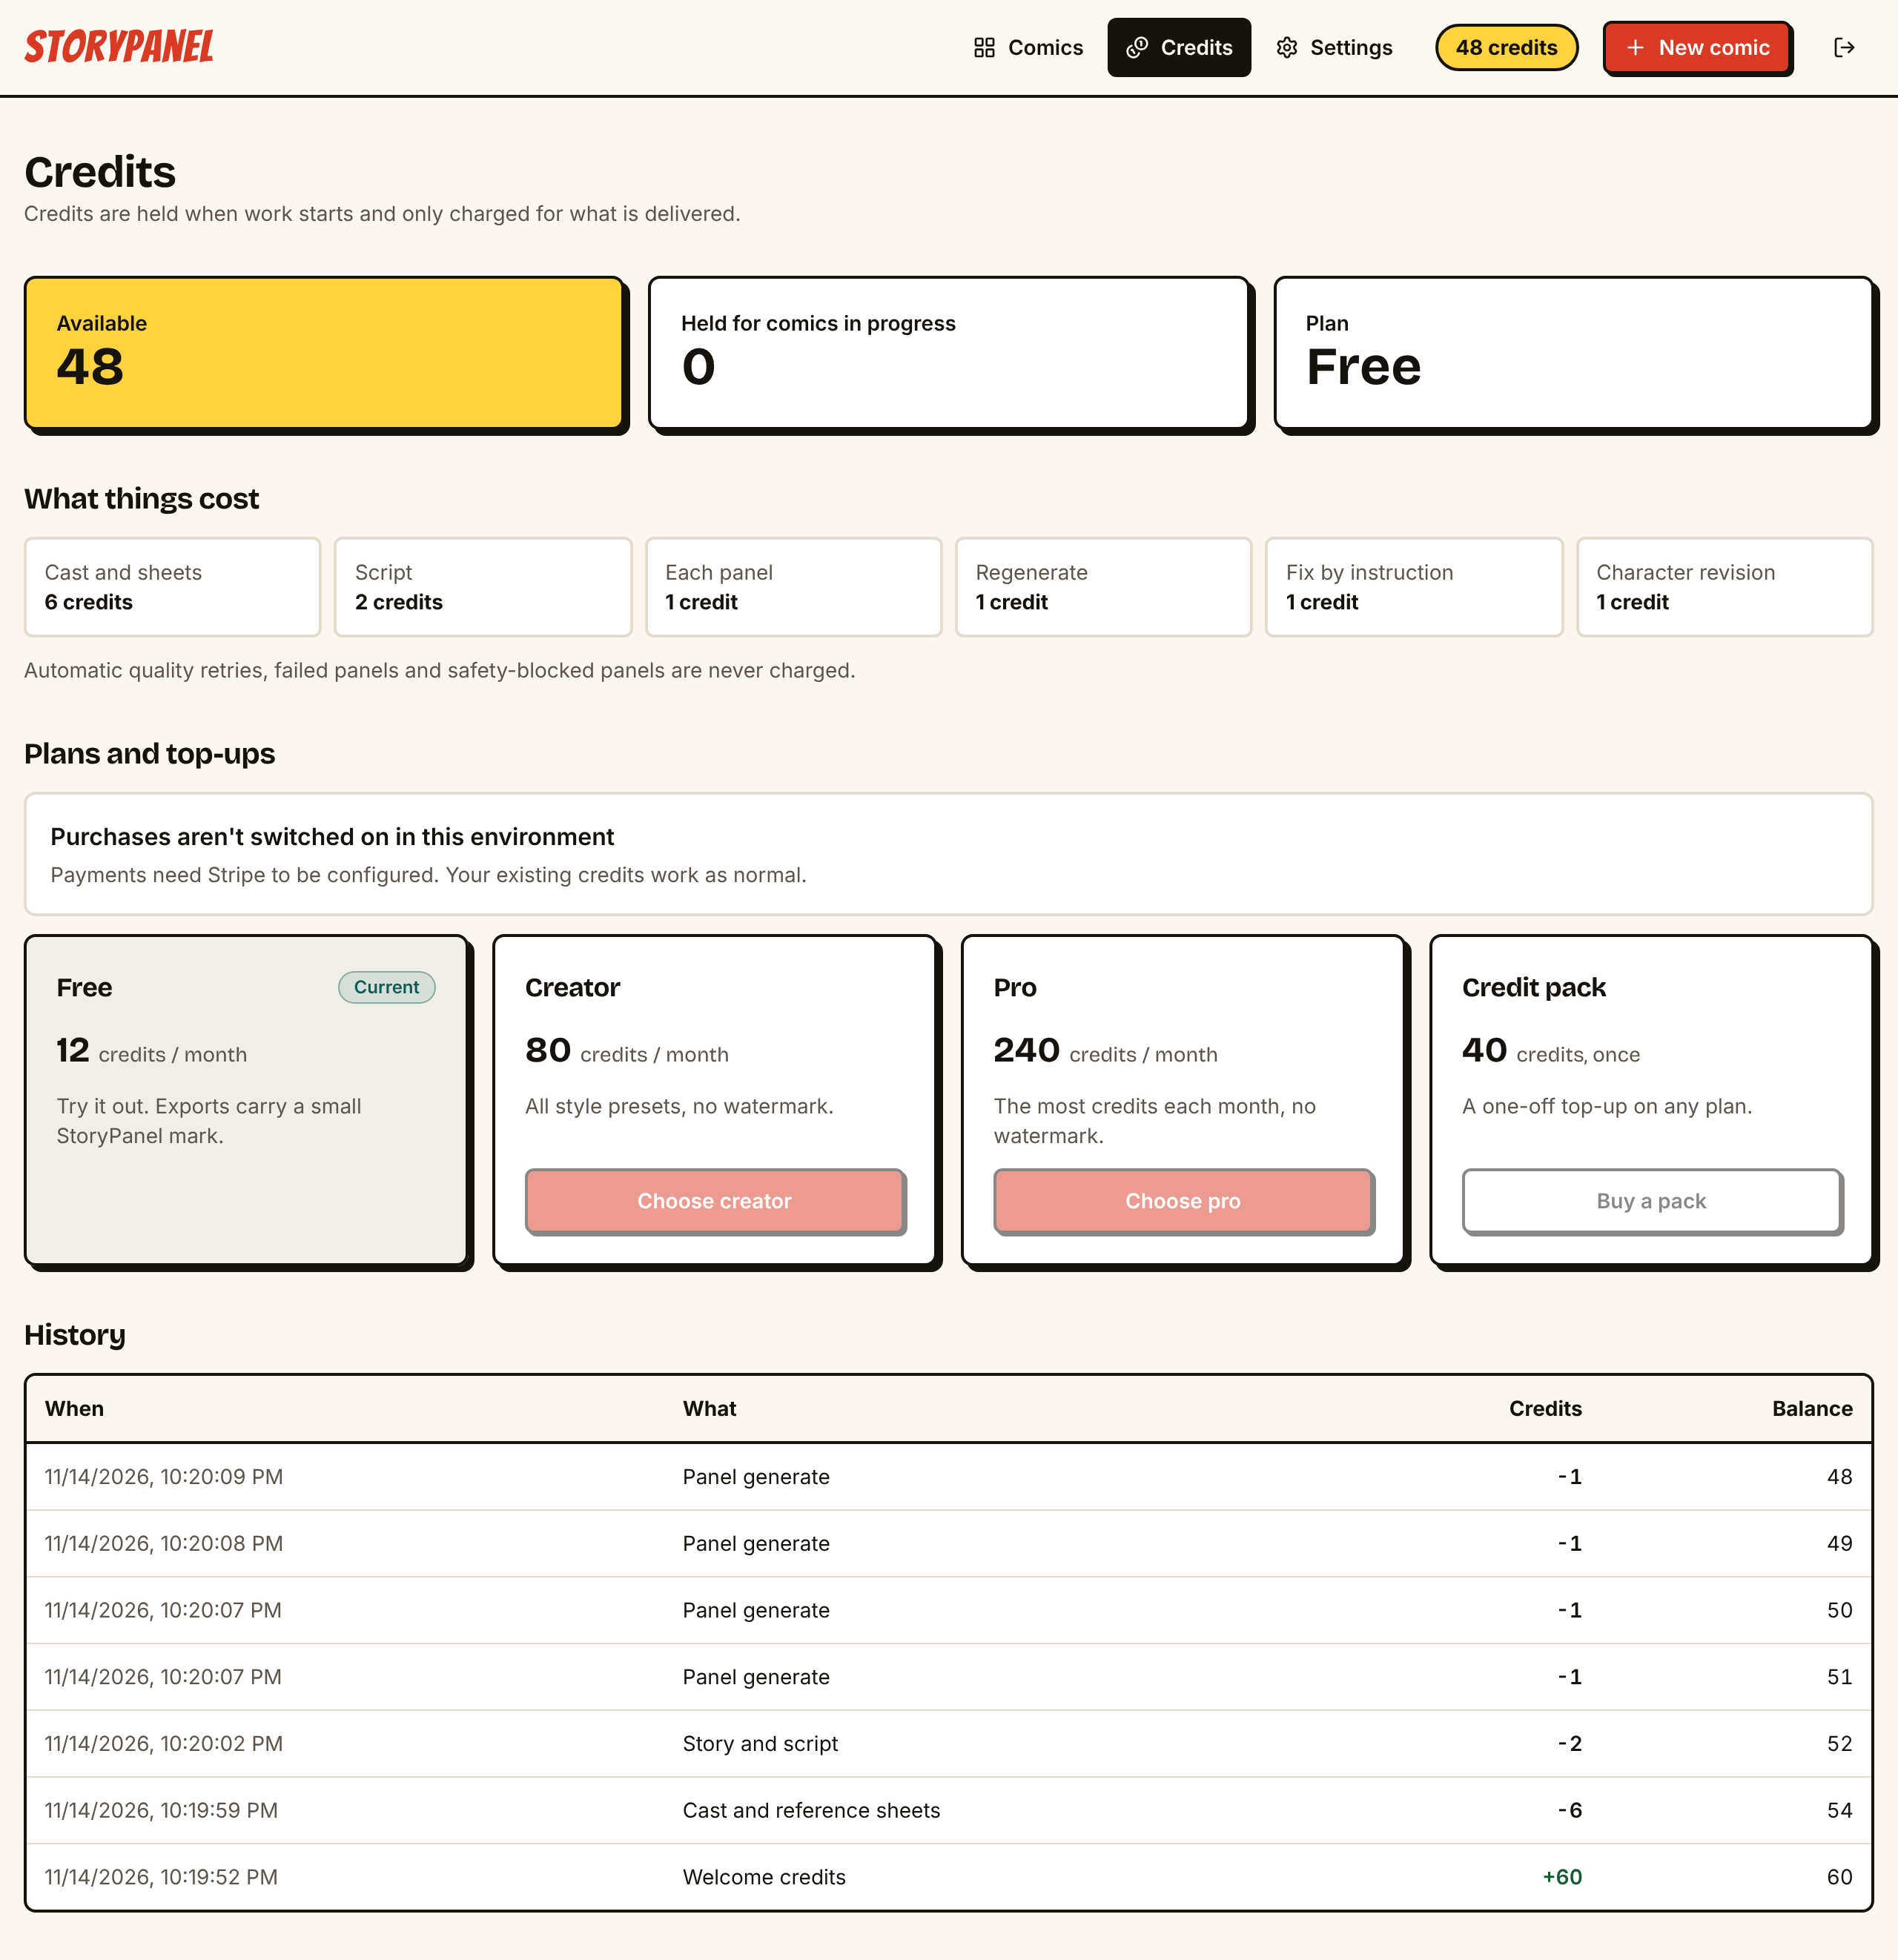 STORYPANEL
Comics
Credits
Settings
48 credits
+ New comic
Credits
Credits are held when work starts and only charged for what is delivered.
Available
48
Held for comics in progress
0
Plan
Free
What things cost
Cast and sheets
6 credits
Script
2 credits
Each panel
1 credit
Regenerate
1 credit
Fix by instruction
1 credit
Character revision
1 credit
Automatic quality retries, failed panels and safety-blocked panels are never charged.
Plans and top-ups
Purchases aren't switched on in this environment
Payments need Stripe to be configured. Your existing credits work as normal.
Free
Current
12 credits / month
Try it out. Exports carry a small
StoryPanel mark.
Creator
80 credits / month
All style presets, no watermark.
Choose creator
Pro
240 credits / month
The most credits each month, no
watermark.
Choose pro
Credit pack
40 credits, once
A one-off top-up on any plan.
Buy a pack
History
When What Credits Balance
11/14/2026, 10:20:09 PM Panel generate -1 48
11/14/2026, 10:20:08 PM Panel generate -1 49
11/14/2026, 10:20:07 PM Panel generate -1 50
11/14/2026, 10:20:07 PM Panel generate -1 51
11/14/2026, 10:20:02 PM Story and script -2 52
11/14/2026, 10:19:59 PM Cast and reference sheets -6 54
11/14/2026, 10:19:52 PM Welcome credits +60 60